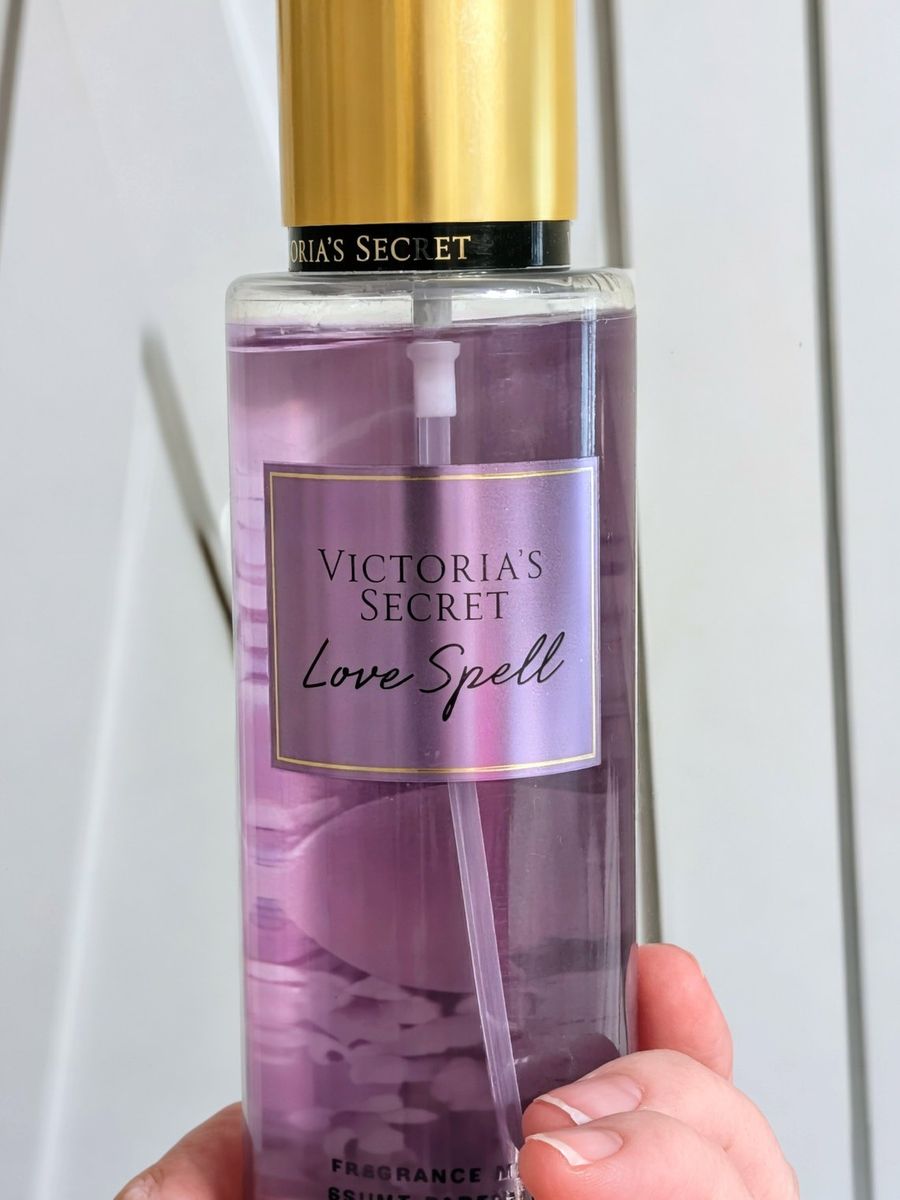 ORIA'S SECRET
VICTORIA'S
SECRET
Love Spell
FRAGRANCE